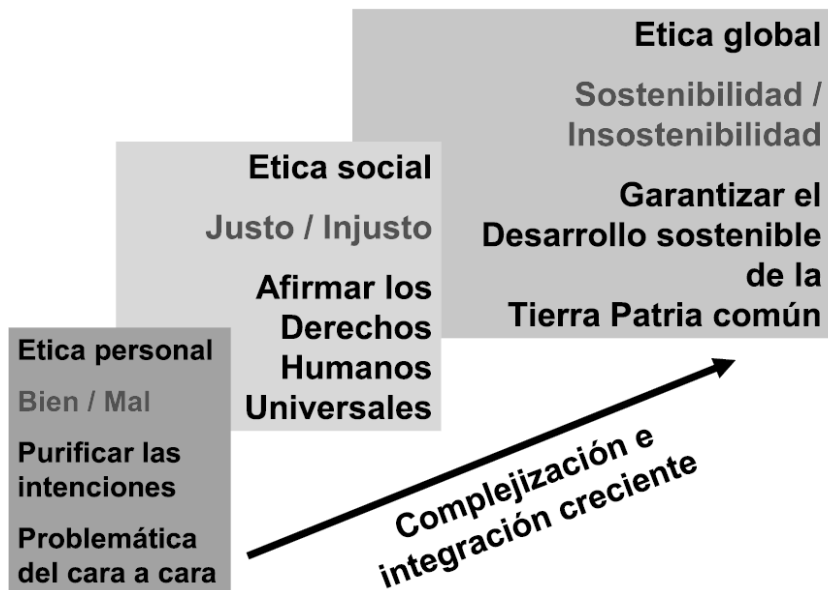 Etica global
Sostenibilidad /
Insostenibilidad
Garantizar el
Desarrollo sostenible
de la
Tierra Patria común
Etica social
Justo / Injusto
Afirmar los
Derechos
Humanos
Universales
Etica personal
Bien / Mal
Purificar las
intenciones
Problemática
del cara a cara
Complejización e
integración creciente